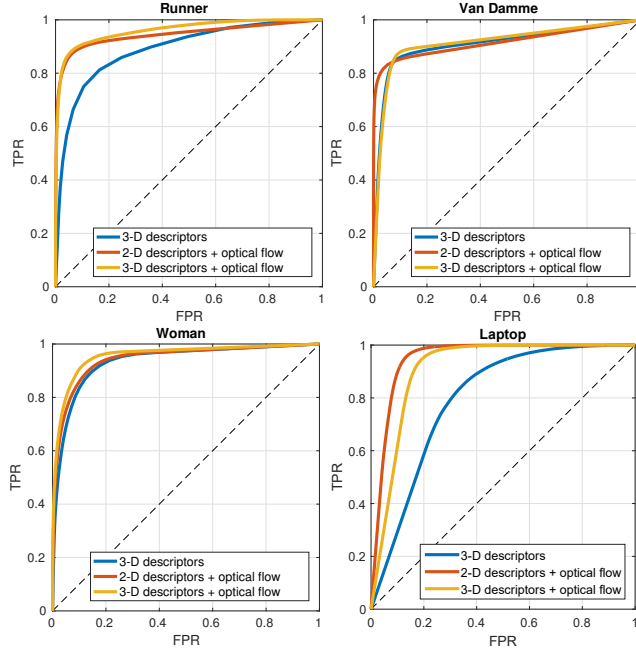 Runner
1
0.8
0.6
0.4
0.2
0
TPR
3-D descriptors
2-D descriptors + optical flow
3-D descriptors + optical flow
0 0.2 0.4 0.6 0.8 1
FPR
Van Damme
1
0.8
0.6
0.4
0.2
0
TPR
3-D descriptors
2-D descriptors + optical flow
3-D descriptors + optical flow
0 0.2 0.4 0.6 0.8
FPR
Woman
1
0.8
0.6
0.4
0.2
0
TPR
3-D descriptors
2-D descriptors + optical flow
3-D descriptors + optical flow
0 0.2 0.4 0.6 0.8 1
FPR
Laptop
1
0.8
0.6
0.4
0.2
0
TPR
3-D descriptors
2-D descriptors + optical flow
3-D descriptors + optical flow
0 0.2 0.4 0.6 0.8 1
FPR